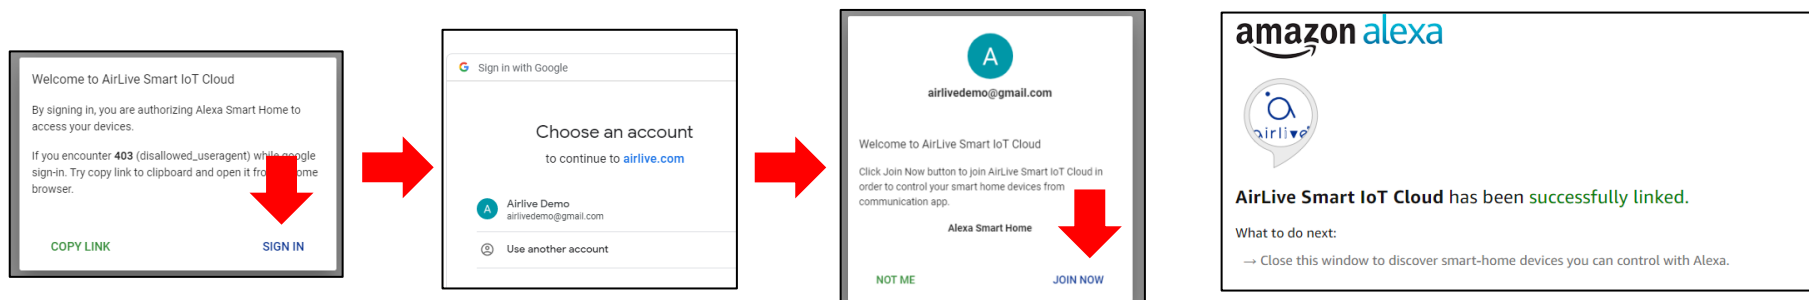 Welcome to AirLive Smart IoT Cloud
By signing in, you are authorizing Alexa Smart Home to
access your devices.
If you encounter 403 (disallowed_useragent) while google
sign-in. Try copy link to clipboard and open it
browser.
COPY LINK
SIGN IN
Sign in with Google
Choose an account
to continue to airlive.com
A
Airlive Demo
airlivedemo@gmail.com
Use another account
A
airlivedemo@gmail.com
Welcome to AirLive Smart IoT Cloud
Click Join Now button to join AirLive Smart IoT Cloud in
order to control your smart home devices from
communication app.
Alexa Smart Home
NOT ME
JOIN NOW
amazon alexa
airlive
AirLive Smart IoT Cloud has been successfully linked.
What to do next:
→ Close this window to discover smart-home devices you can control with Alexa.